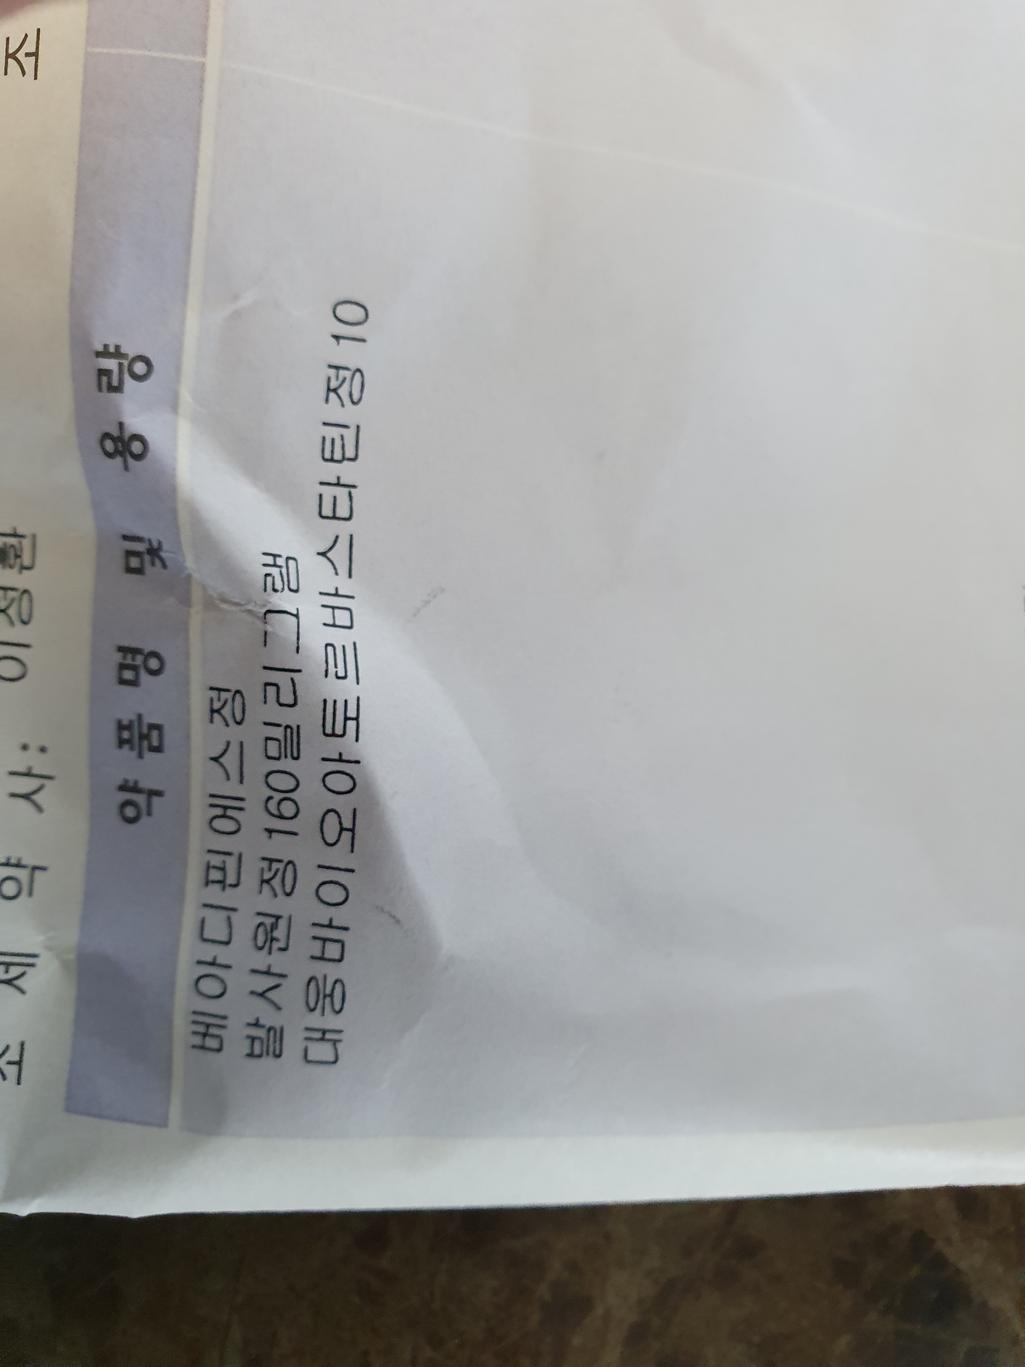 조
조 제 약 사: 이정환
약 품 명 및 용 량
베아디핀에스정
발사원정160밀리그램
대웅바이오아토르바스타틴정10